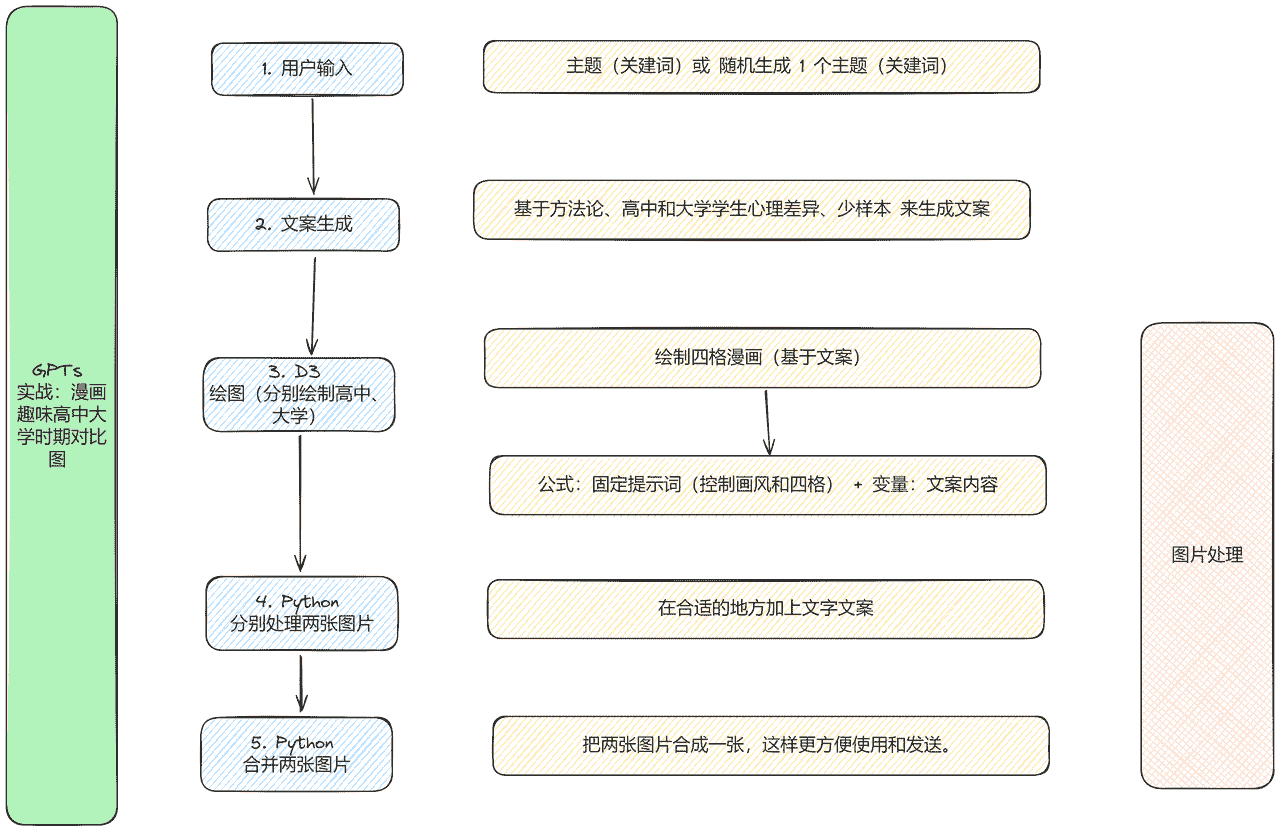 1. 用户输入
主题（关建词）或 随机生成 1 个主题（关建词）
2. 文案生成
基于方法论、高中和大学学生心理差异、少样本 来生成文案
GPTs
实战：漫画
趣味高中大
学时期对比
图
3. D3
绘图（分别绘制高中、
大学）
绘制四格漫画（基于文案）
公式：固定提示词（控制画风和四格） + 变量：文案内容
图片处理
4. Python
分别处理两张图片
在合适的地方加上文字文案
5. Python
合并两张图片
把两张图片合成一张，这样更方便使用和发送。